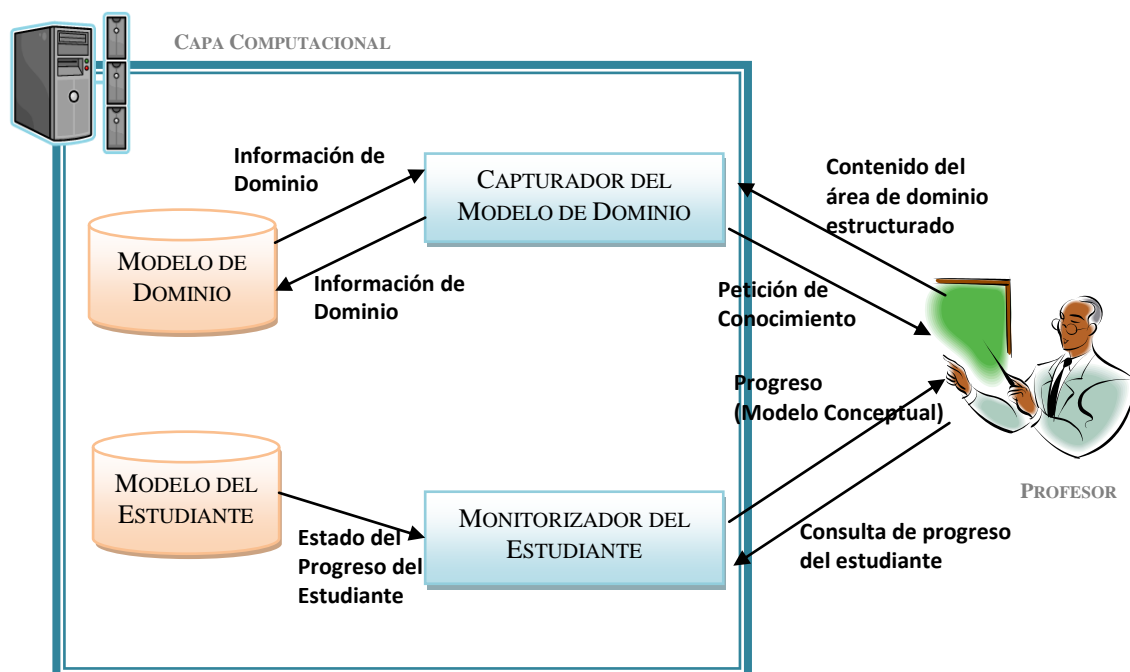 CAPA COMPUTACIONAL
Información de
Dominio
CAPTURADOR DEL
MODELO DE DOMINIO
Contenido del
área de dominio
estructurado
MODELO DE
DOMINIO
Información de
Dominio
Petición de
Conocimiento
Progreso
(Modelo Conceptual)
PROFESOR
MODELO DEL
ESTUDIANTE
Estado del
Progreso del
Estudiante
MONITORIZADOR DEL
ESTUDIANTE
Consulta de progreso
del estudiante